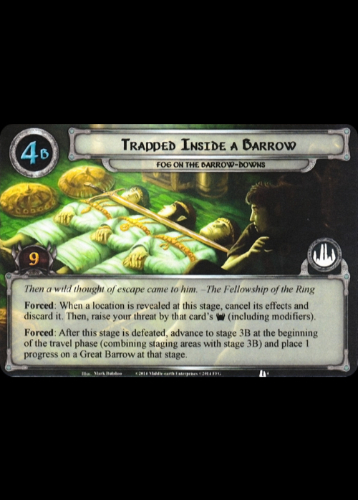 4B
TRAPPED INSIDE A BARROW
FOG ON THE BARROW-DOWNS
9
Then a wild thought of escape came to him. –The Fellowship of the Ring
Forced: When a location is revealed at this stage, cancel its effects and
discard it. Then, raise your threat by that card's (including modifiers).
Forced: After this stage is defeated, advance to stage 3B at the beginning
of the travel phase (combining staging areas with stage 3B) and place 1
progress on a Great Barrow at that stage.
Illus.